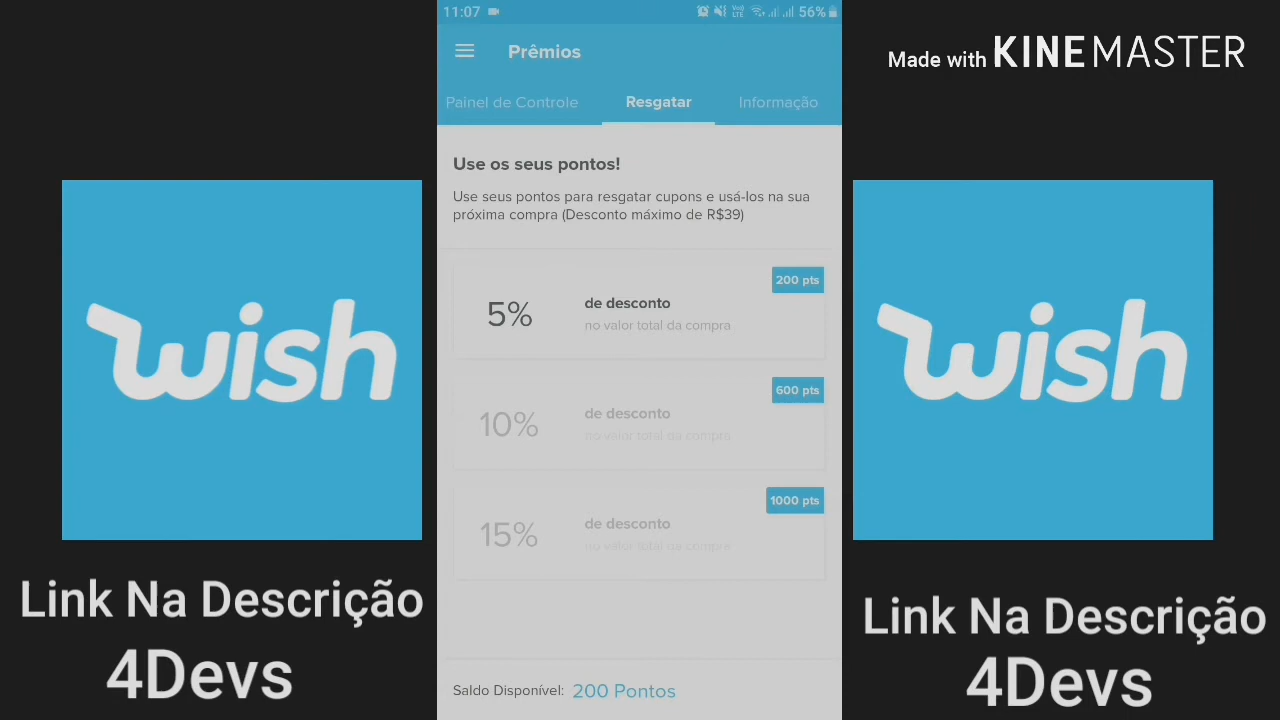 11:07
Vo))
LTE
56%
Made with KINEMASTER
Prêmios
Painel de Controle
Resgatar
Informação
Use os seus pontos!
Use seus pontos para resgatar cupons e usá-los na sua
próxima compra (Desconto máximo de R$39)
200 pts
5%
de desconto
no valor total da compra
600 pts
10%
de desconto
no valor total da compra
1000 pts
15%
de desconto
no valor total da compra
Saldo Disponível: 200 Pontos
wish
Link Na Descrição
4Devs
wish
Link Na Descrição
4Devs